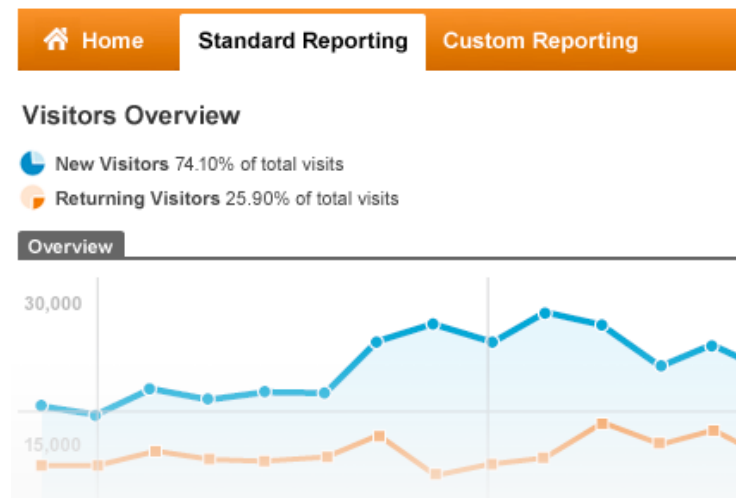 Home Standard Reporting Custom Reporting
Visitors Overview
New Visitors 74.10% of total visits
Returning Visitors 25.90% of total visits
Overview
30,000
15,000